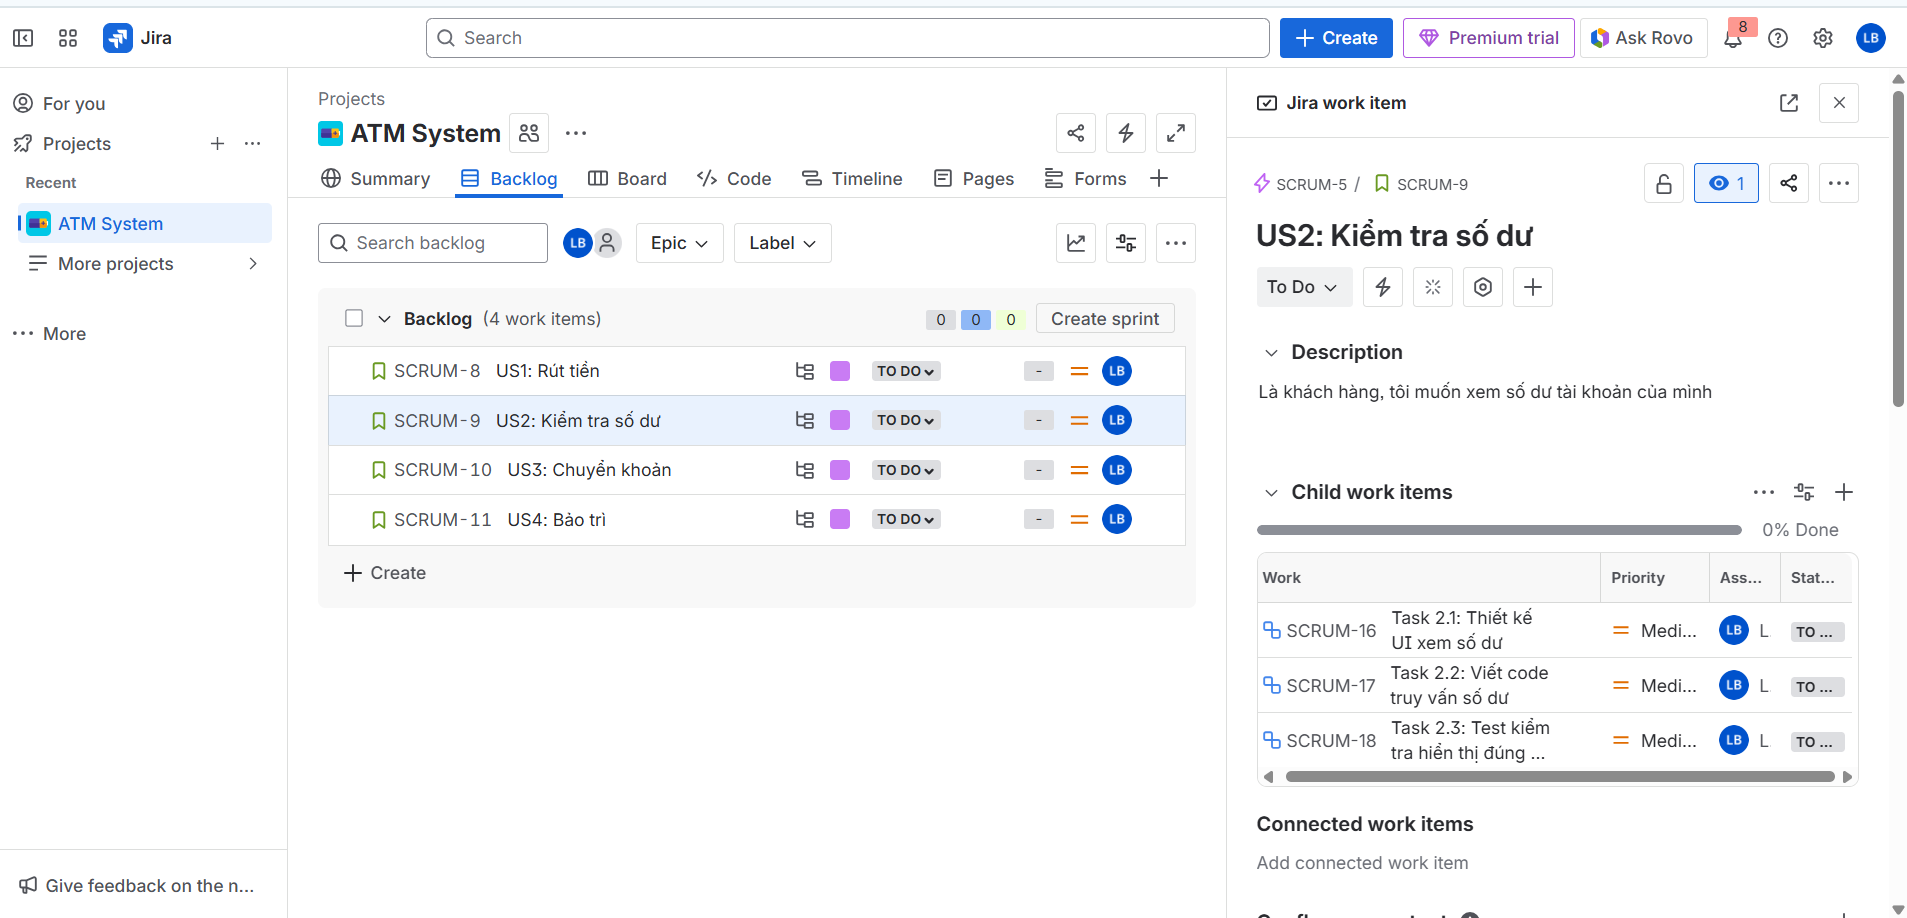 Jira
Search
Create
Premium trial
Ask Rovo
8
LB
For you
Projects
Recent
ATM System
More projects
More
Give feedback on the n...
Projects
ATM System
Summary
Backlog
Board
Code
Timeline
Pages
Forms
Search backlog
LB
Epic
Label
Backlog (4 work items)
0 0 0
Create sprint
SCRUM-8 US1: Rút tiền TO DO - LB
SCRUM-9 US2: Kiểm tra số dư TO DO - LB
SCRUM-10 US3: Chuyển khoản TO DO - LB
SCRUM-11 US4: Bảo trì TO DO - LB
Create
Jira work item
SCRUM-5 / SCRUM-9
1
US2: Kiểm tra số dư
To Do
Description
Là khách hàng, tôi muốn xem số dư tài khoản của mình
Child work items
0% Done
Work Priority Ass... Stat...
SCRUM-16 Task 2.1: Thiết kế
UI xem số dư
Medi... LB L. TO ...
SCRUM-17 Task 2.2: Viết code
truy vấn số dư
Medi... LB L. TO ...
SCRUM-18 Task 2.3: Test kiểm
tra hiển thị đúng ...
Medi... LB L. TO ...
Connected work items
Add connected work item